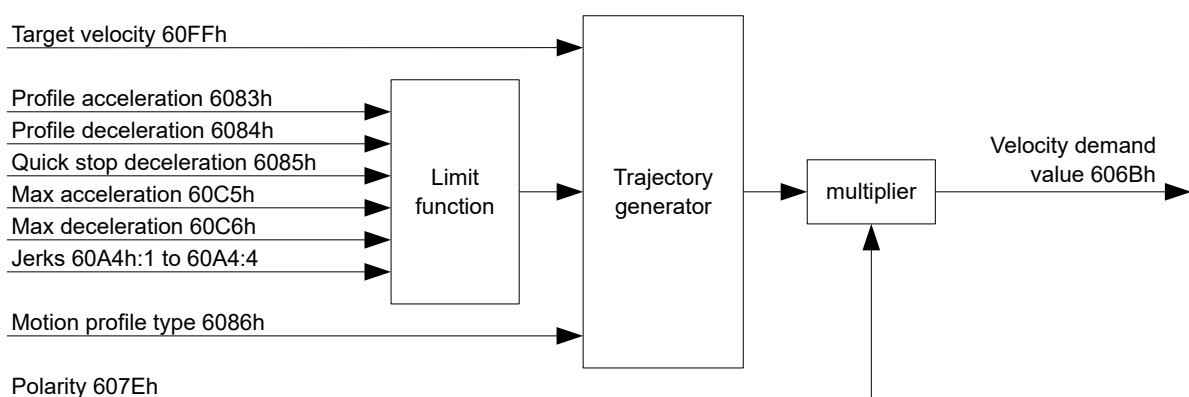 Target velocity 60FFh
Profile acceleration 6083h
Profile deceleration 6084h
Quick stop deceleration 6085h
Max acceleration 60C5h
Max deceleration 60C6h
Jerks 60A4h:1 to 60A4:4
Limit
function
Motion profile type 6086h
Polarity 607Eh
Trajectory
generator
multiplier
Velocity demand
value 606Bh